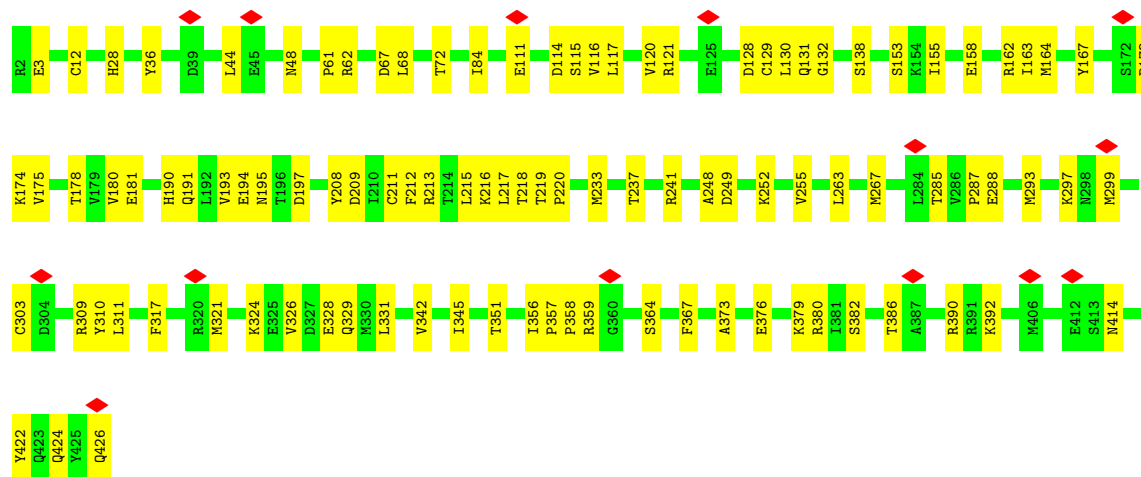 R2 E3 C12 H28 Y36 D39 L44 E45 N48 P61 R62 D67 L68 T72 I84 E111 D114 S115 V116 L117 V120 R121 E125 D128 C129 L130 Q131 G132 S138 S153 K154 I155 E158 R162 I163 M164 Y167 S172
K174 V175 T178 V179 V180 E181 H190 Q191 L192 V193 E194 N195 T196 D197 Y208 D209 I210 C211 F212 R213 T214 L215 K216 L217 T218 T219 P220 M233 T237 R241 A248 D249 K252 V255 L263 M267 L284 T285 V286 P287 E288 M293 K297 N298 M299
C303 D304 R309 Y310 L311 F317 R320 M321 K324 E325 V326 D327 E328 Q329 M330 L331 V342 I345 T351 I356 P357 P358 R359 G360 S364 F367 A373 E376 K379 R380 I381 S382 T386 A387 R390 R391 K392 M406 E412 S413 N414
Y422 Q423 Q424 Y425 Q426